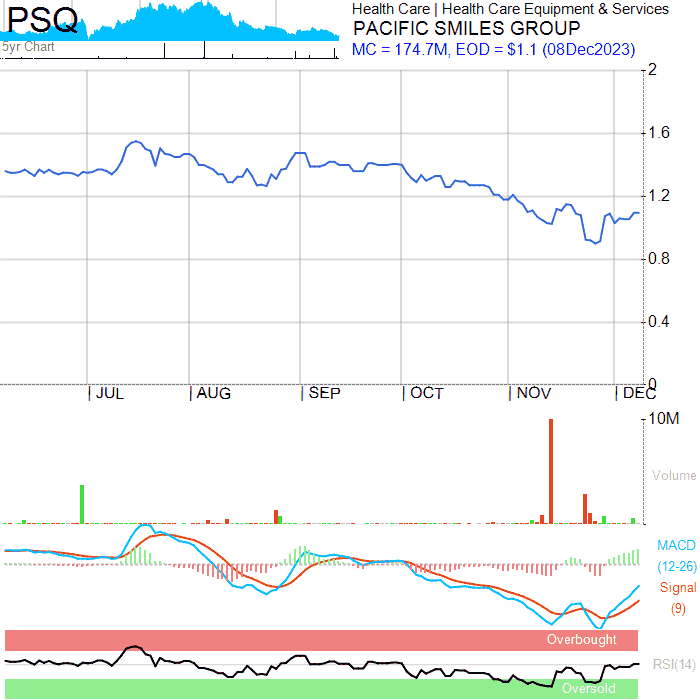 PSQ
5yr Chart
Health Care | Health Care Equipment & Services
PACIFIC SMILES GROUP
MC = 174.7M, EOD = $1.1 (08Dec2023)
2
1.6
1.2
0.8
0.4
0
JUL AUG SEP OCT NOV DEC
10M
Volume
MACD
(12-26)
Signal
(9)
Overbought
RSI(14)
Oversold